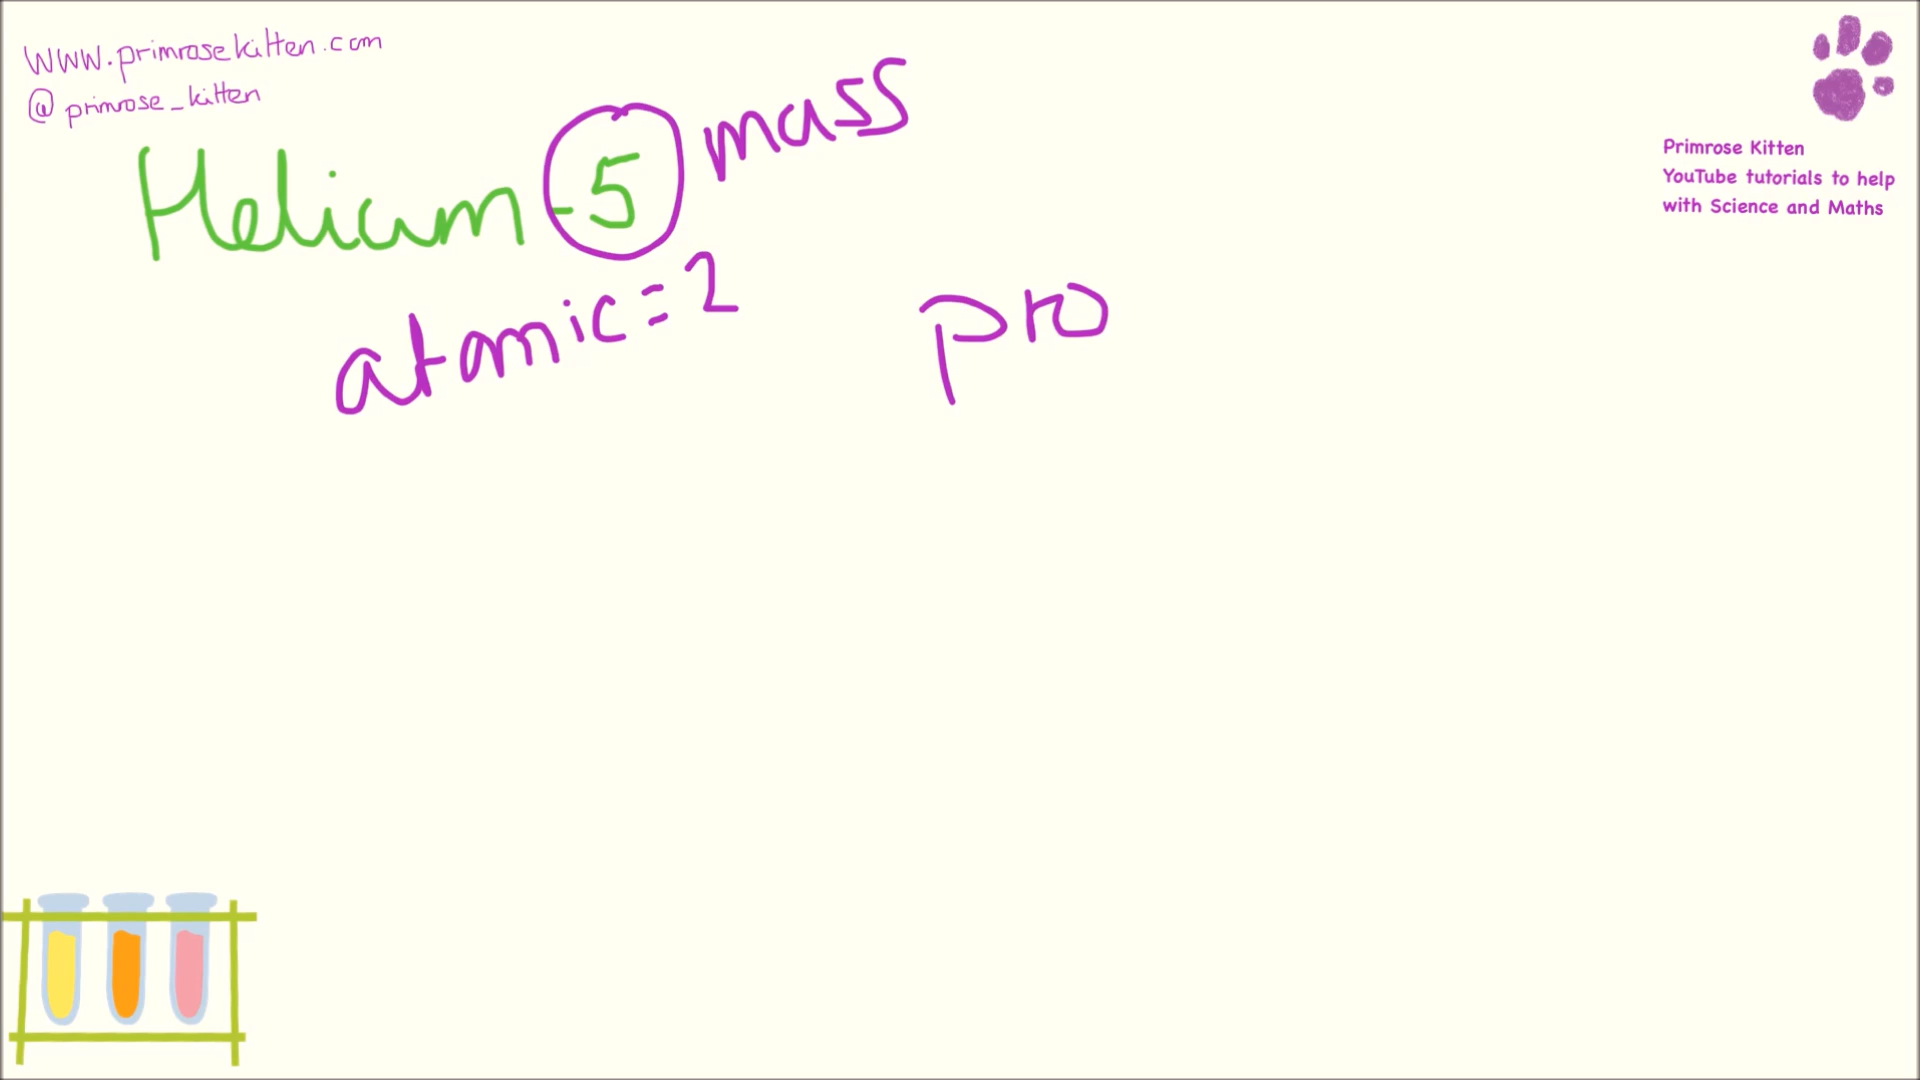 www.primrosekitten.com
@primrose_kitten
Helium-5 mass
atomic=2 pro
Primrose Kitten
YouTube tutorials to help
with Science and Maths